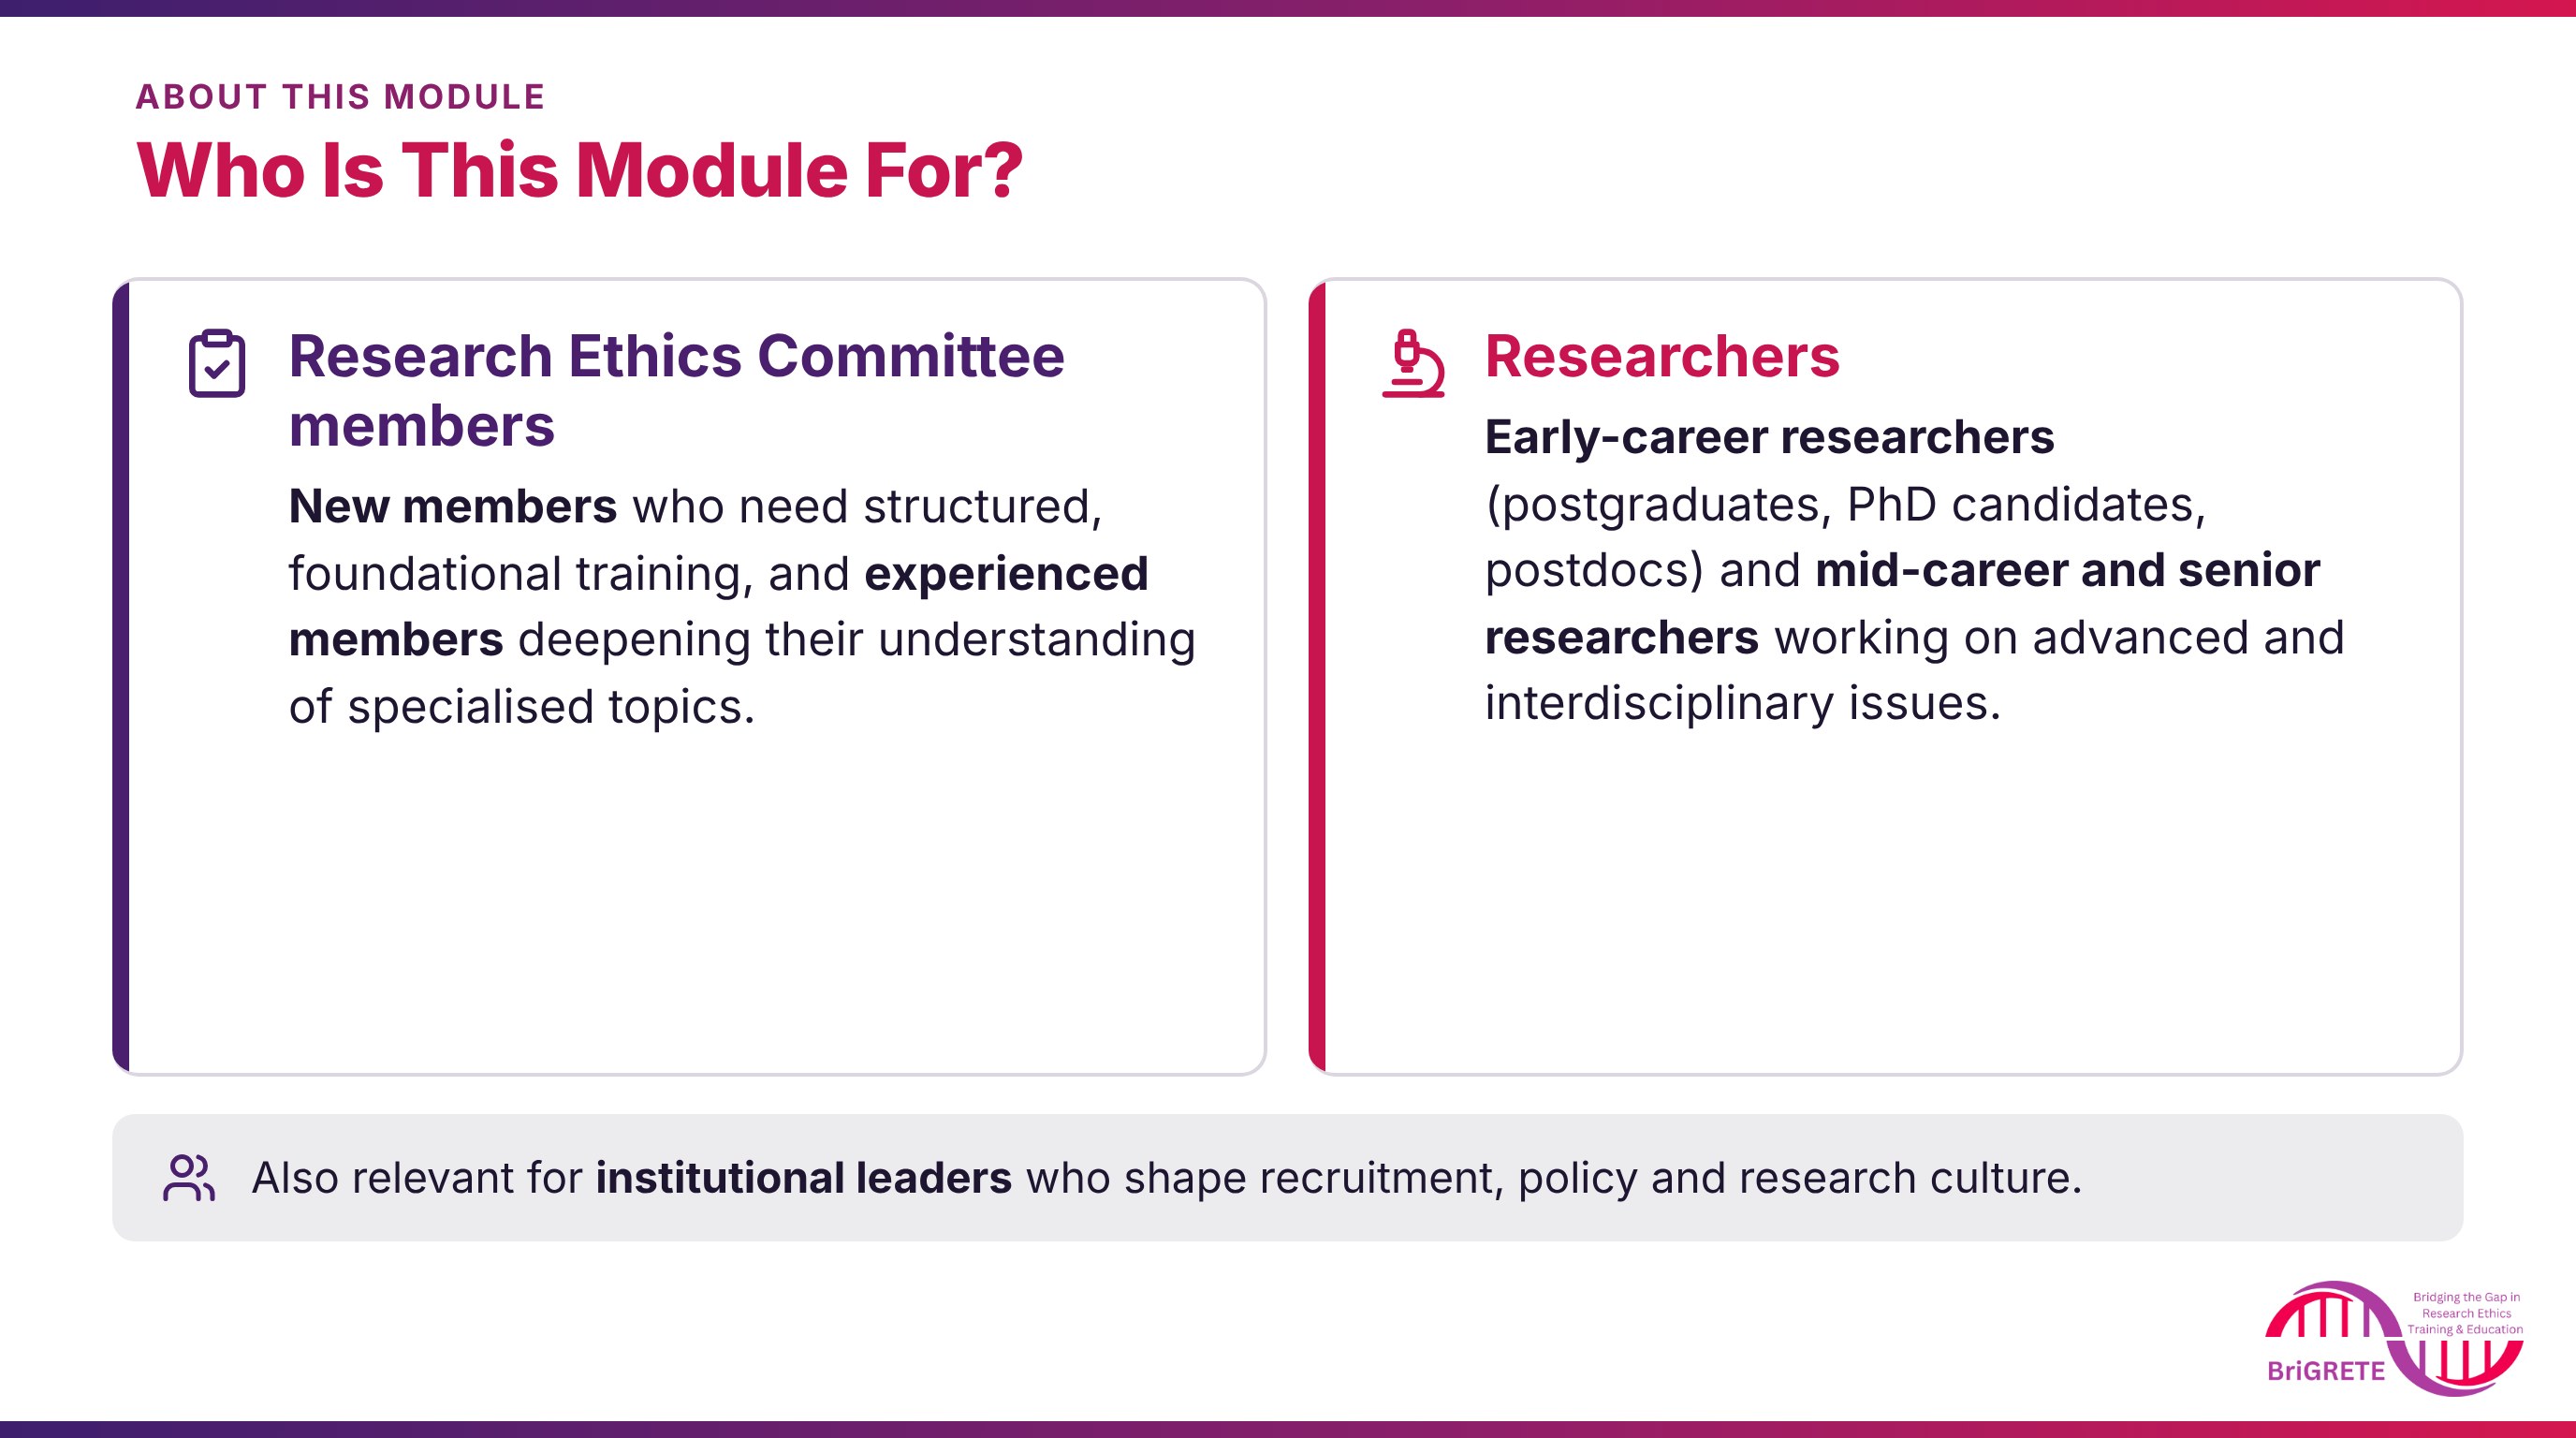 ABOUT THIS MODULE
Who Is This Module For?
Research Ethics Committee
members
New members who need structured,
foundational training, and experienced
members deepening their understanding
of specialised topics.
Researchers
Early-career researchers
(postgraduates, PhD candidates,
postdocs) and mid-career and senior
researchers working on advanced and
interdisciplinary issues.
Also relevant for institutional leaders who shape recruitment, policy and research culture.
Bridging the Gap in
Research Ethics
Training & Education
BriGRETE